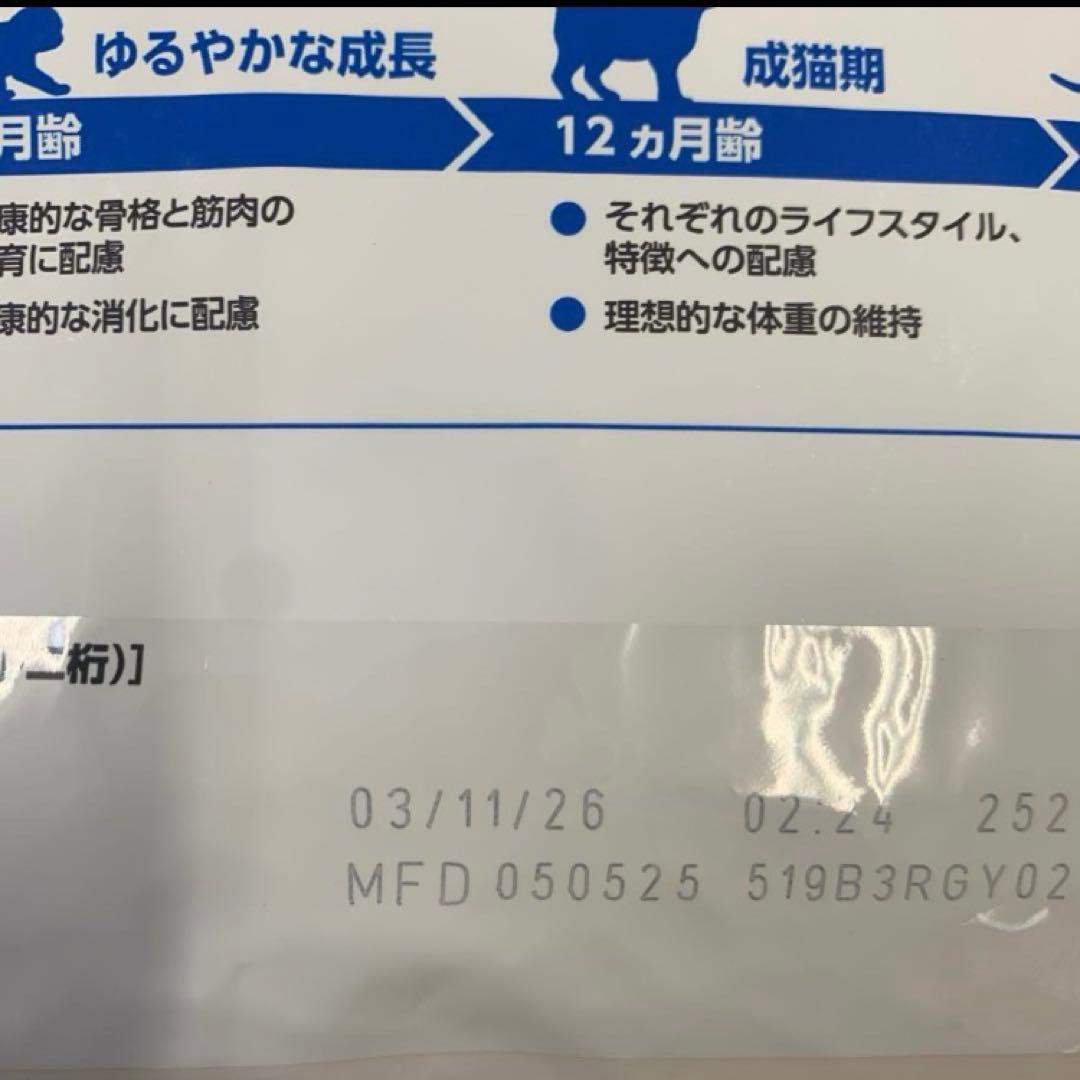 ゆるやかな成長
成猫期
月齢
12ヵ月齢
康的な骨格と筋肉の
育に配慮
康的な消化に配慮
それぞれのライフスタイル、
特徴への配慮
理想的な体重の維持
二桁)]
03/11/26 02:24 252
MFD 050525 519B3RGY02